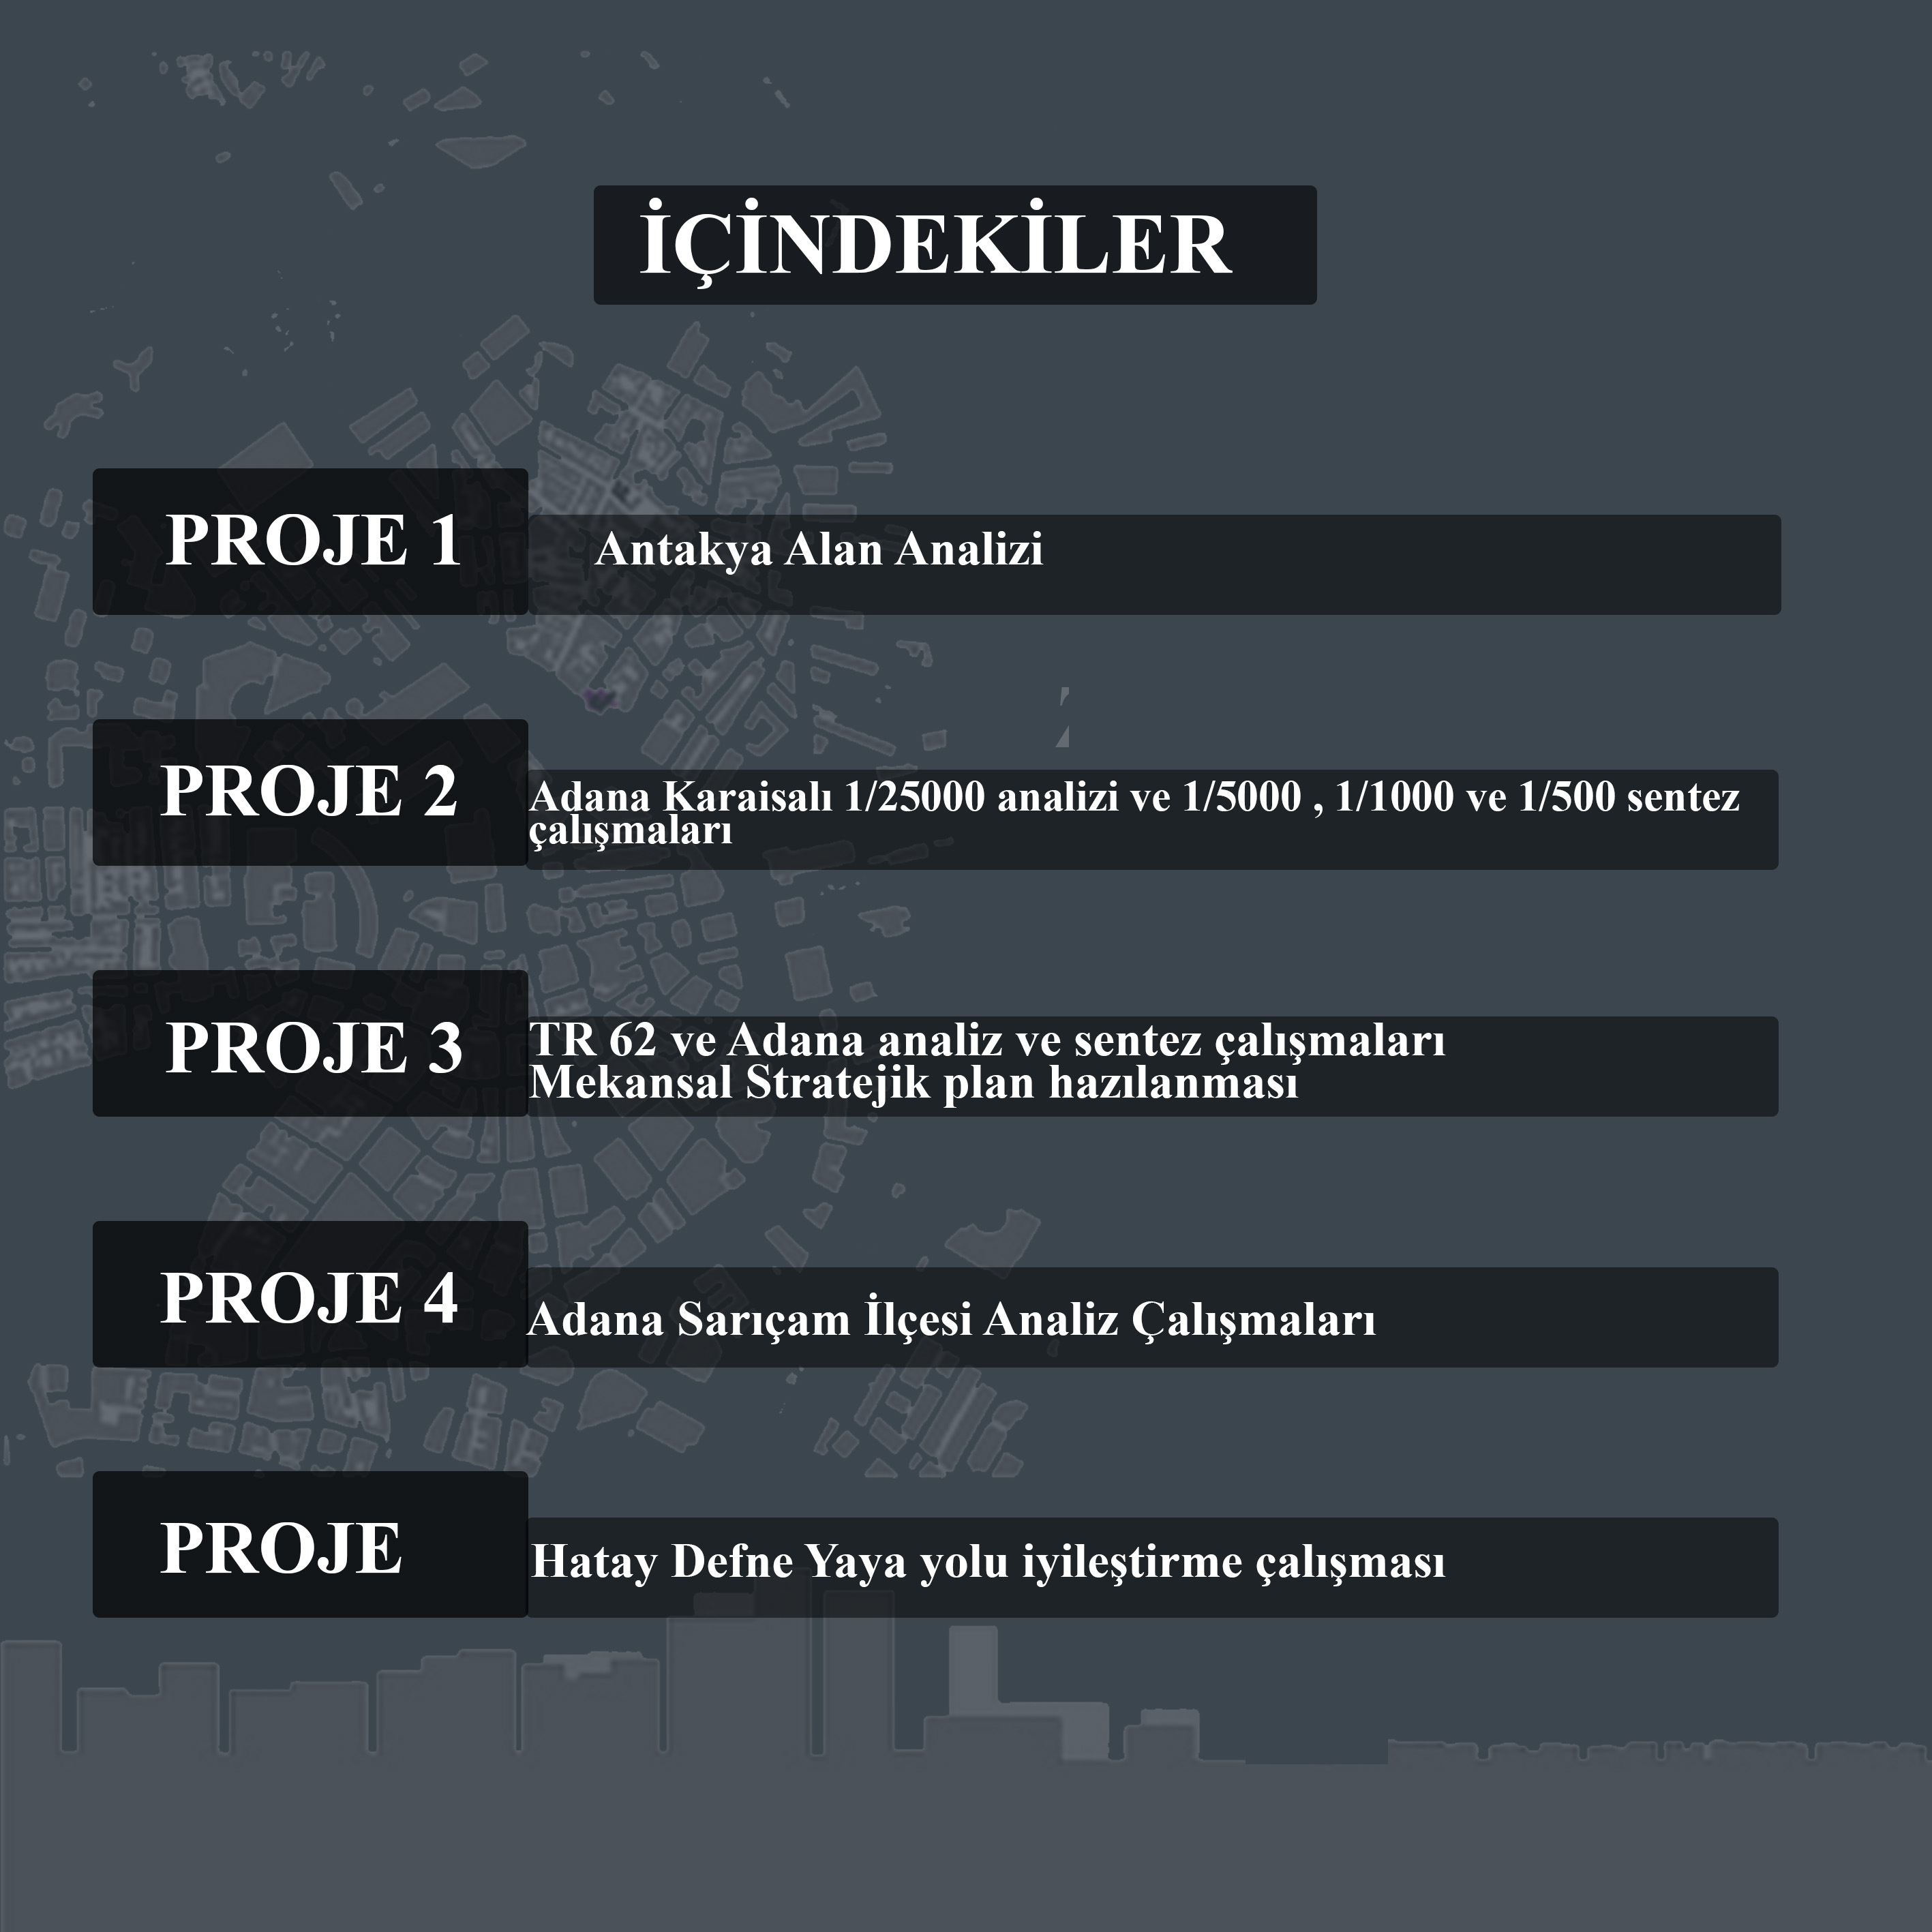 İÇİNDEKİLER
PROJE 1
Antakya Alan Analizi
PROJE 2
Adana Karaisalı 1/25000 analizi ve 1/5000 , 1/1000 ve 1/500 sentez
çalışmaları
PROJE 3
TR 62 ve Adana analiz ve sentez çalışmaları
Mekansal Stratejik plan hazılanması
PROJE 4
Adana Sarıçam İlçesi Analiz Çalışmaları
PROJE
Hatay Defne Yaya yolu iyileştirme çalışması